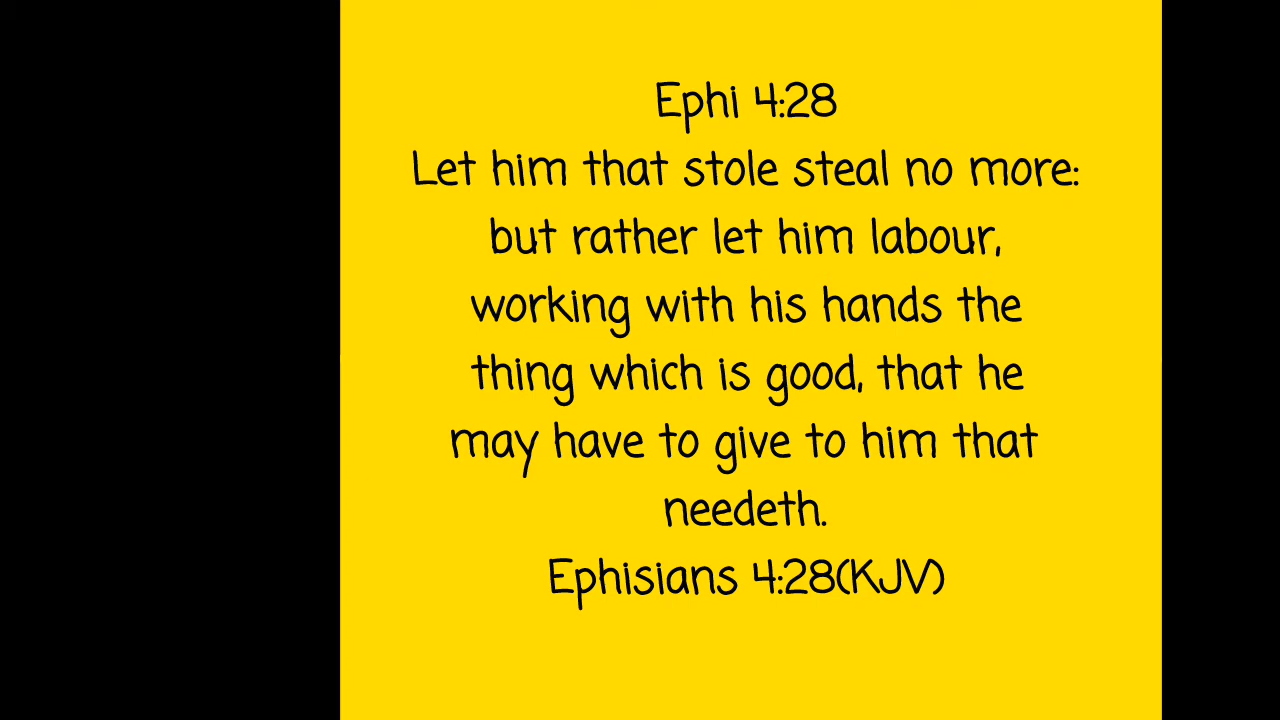 Ephi 4:28
Let him that stole steal no more:
but rather let him labour,
working with his hands the
thing which is good, that he
may have to give to him that
needeth.
Ephisians 4:28(KJV)